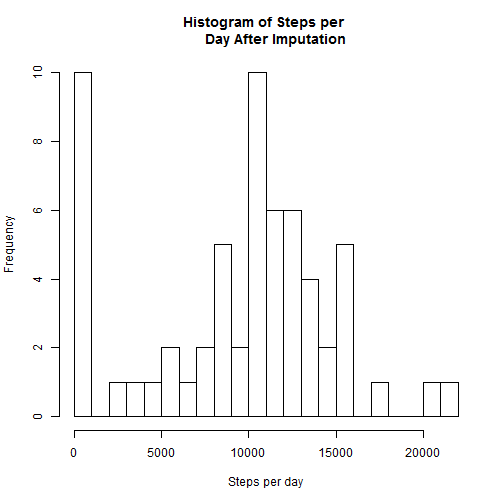 Histogram of Steps per
Day After Imputation
Frequency
10
8
6
4
2
0
0 5000 10000 15000 20000
Steps per day